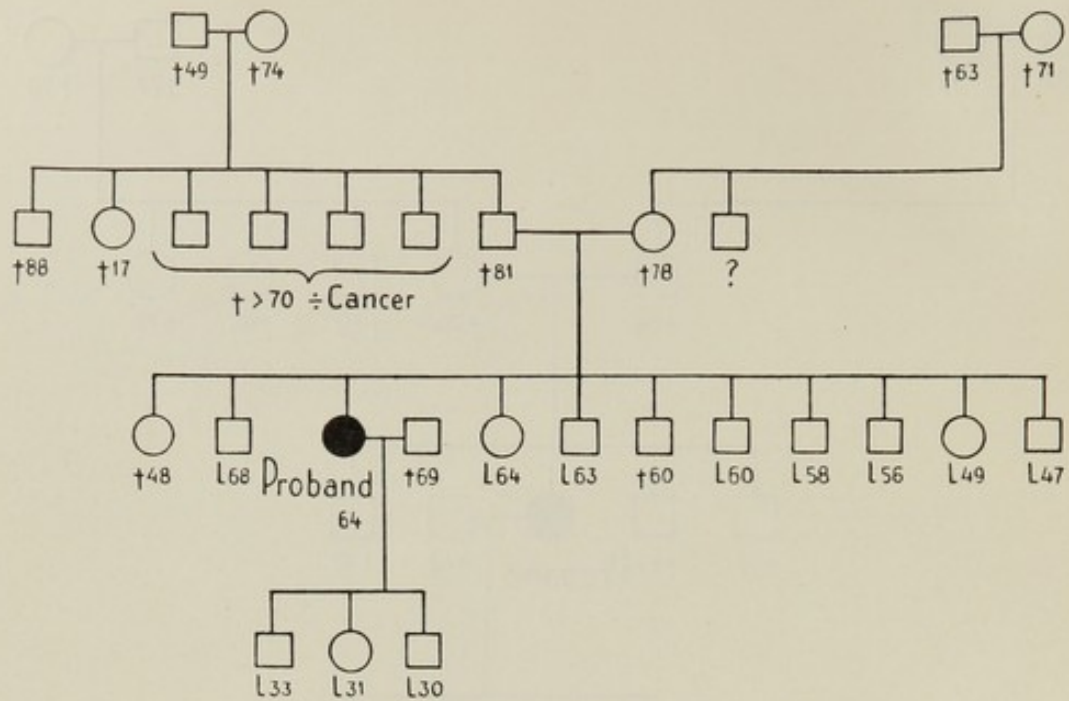 †49 †74 †63 †71
†88 †17 †81 †78 ?
† >70 ÷Cancer
†48 L68 Proband †69 L64 L63 †60 L60 L58 L56 L49 L47
64
L33 L31 L30